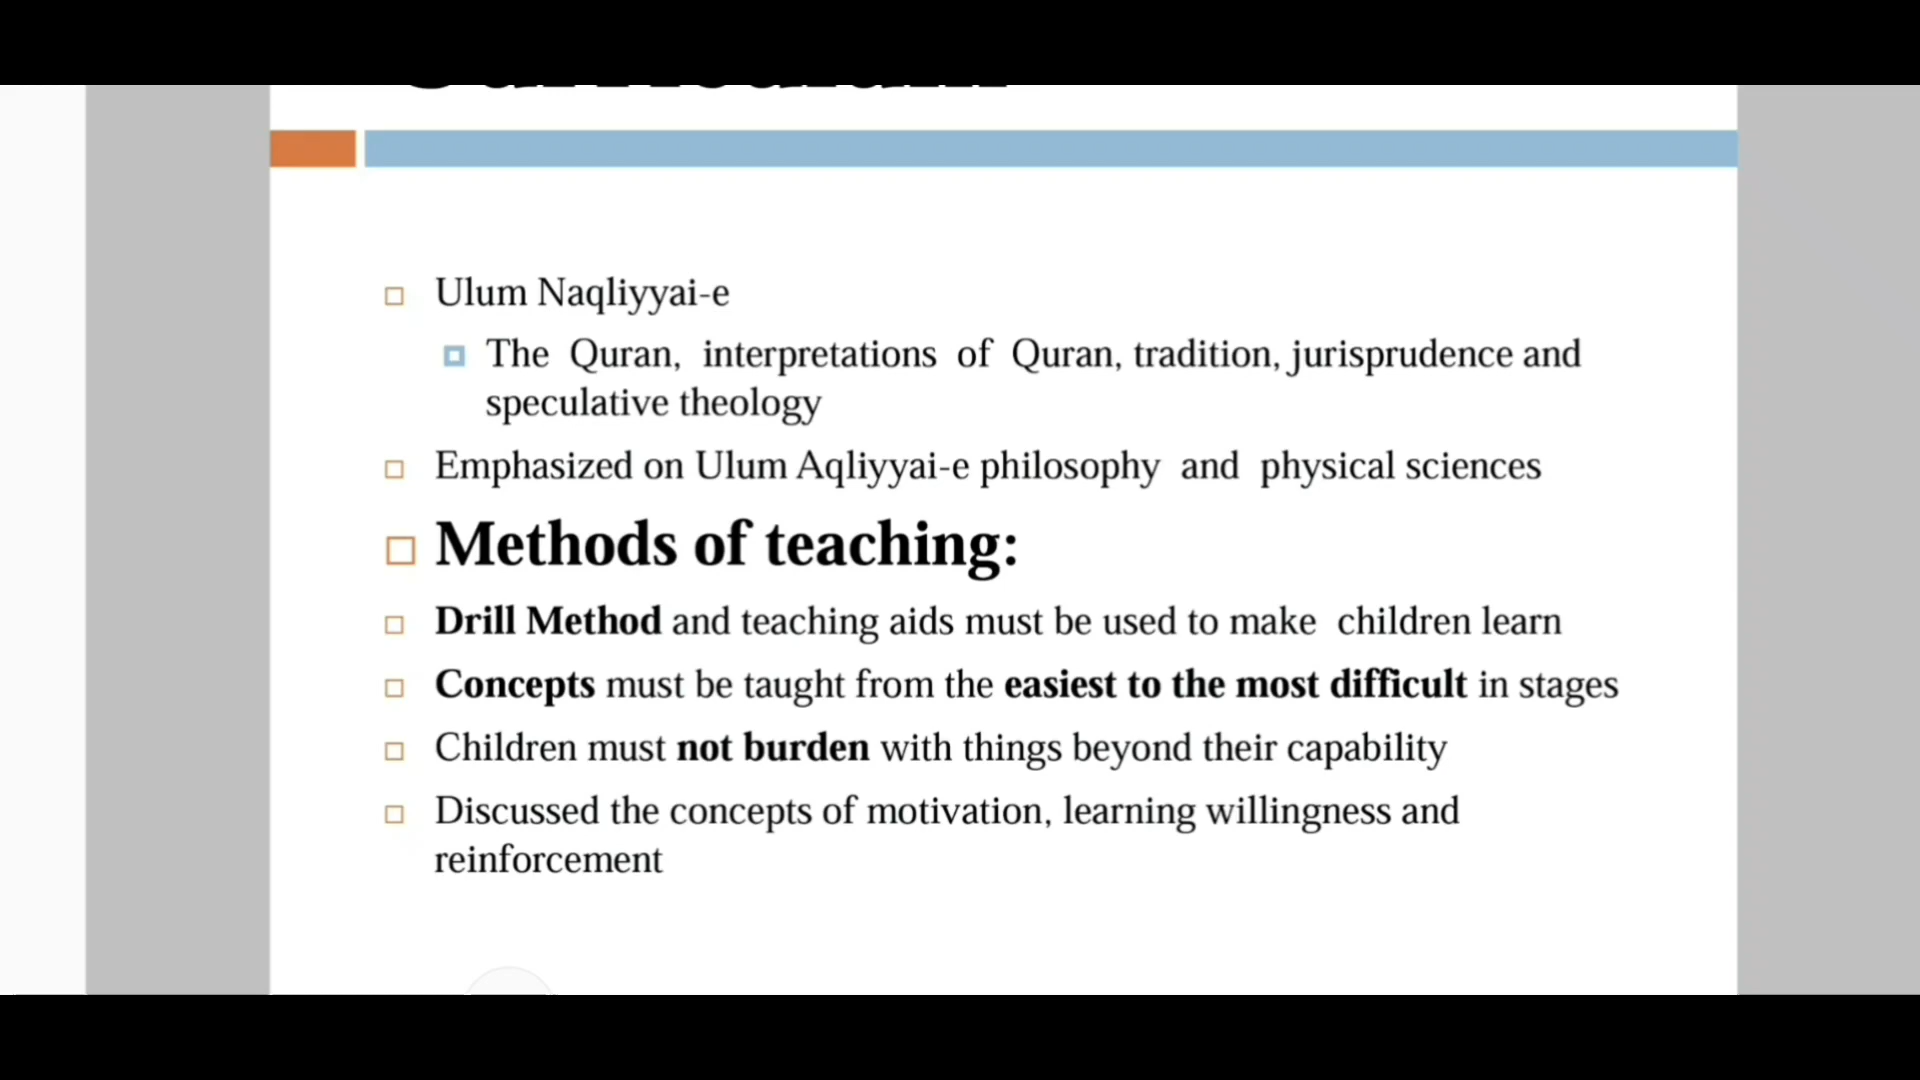 Ulum Naqliyyai-e
The Quran, interpretations of Quran, tradition, jurisprudence and
speculative theology
Emphasized on Ulum Aqliyyai-e philosophy and physical sciences
Methods of teaching:
Drill Method and teaching aids must be used to make children learn
Concepts must be taught from the easiest to the most difficult in stages
Children must not burden with things beyond their capability
Discussed the concepts of motivation, learning willingness and
reinforcement